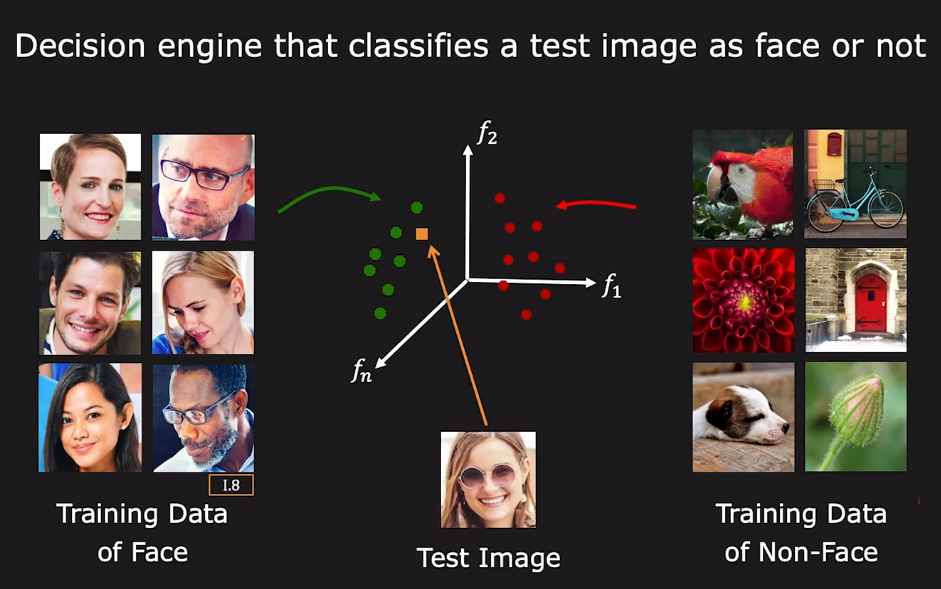 Decision engine that classifies a test image as face or not
f₂
f₁
fₙ
I.8
Training Data
of Face
Test Image
Training Data
of Non-Face